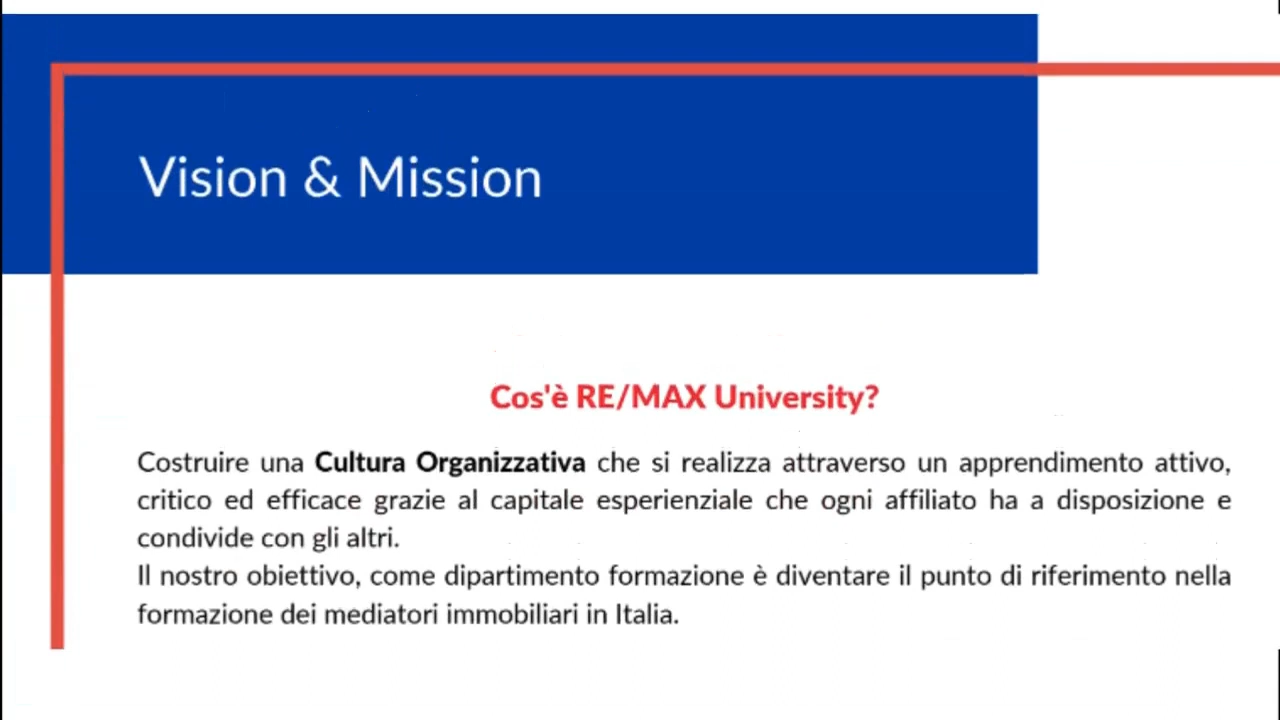 Vision & Mission
Cos'è RE/MAX University?
Costruire una Cultura Organizzativa che si realizza attraverso un apprendimento attivo,
critico ed efficace grazie al capitale esperienziale che ogni affiliato ha a disposizione e
condivide con gli altri.
Il nostro obiettivo, come dipartimento formazione è diventare il punto di riferimento nella
formazione dei mediatori immobiliari in Italia.